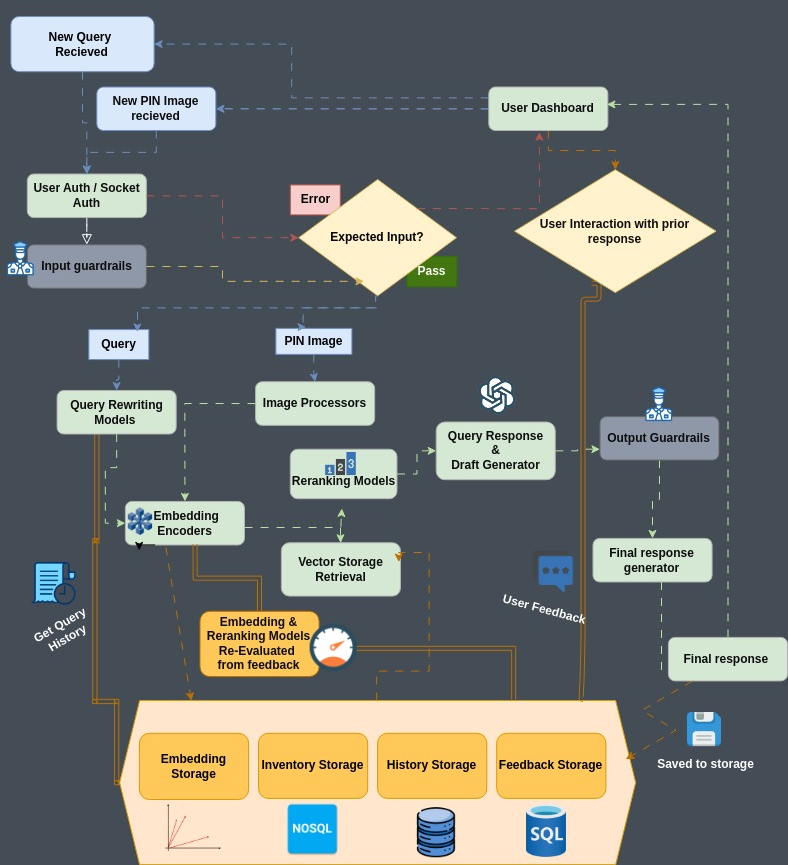 New Query
Recieved
New PIN Image
recieved
User Dashboard
User Auth / Socket
Auth
Error
Expected Input?
User Interaction with prior
response
Input guardrails
Pass
Query
PIN Image
Query Rewriting
Models
Image Processors
Query Response
&
Draft Generator
Output Guardrails
1 2 3
Reranking Models
Embedding
Encoders
Vector Storage
Retrieval
Final response
generator
User Feedback
Get Query
History
Embedding &
Reranking Models
Re-Evaluated
from feedback
Final response
Saved to storage
Embedding
Storage
Inventory Storage
History Storage
Feedback Storage
NOSQL
SQL